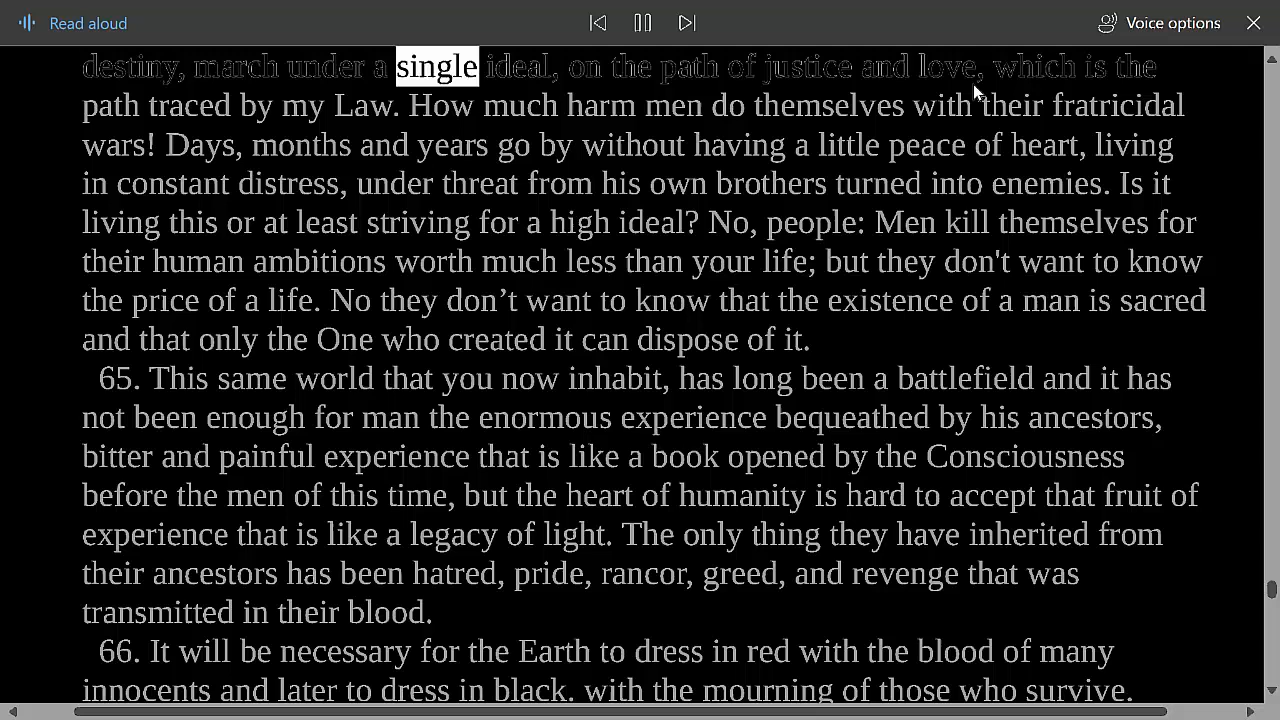 Read aloud
Voice options
destiny, march under a single ideal, on the path of justice and love, which is the
path traced by my Law. How much harm men do themselves with their fratricidal
wars! Days, months and years go by without having a little peace of heart, living
in constant distress, under threat from his own brothers turned into enemies. Is it
living this or at least striving for a high ideal? No, people: Men kill themselves for
their human ambitions worth much less than your life; but they don't want to know
the price of a life. No they don’t want to know that the existence of a man is sacred
and that only the One who created it can dispose of it.
65. This same world that you now inhabit, has long been a battlefield and it has
not been enough for man the enormous experience bequeathed by his ancestors,
bitter and painful experience that is like a book opened by the Consciousness
before the men of this time, but the heart of humanity is hard to accept that fruit of
experience that is like a legacy of light. The only thing they have inherited from
their ancestors has been hatred, pride, rancor, greed, and revenge that was
transmitted in their blood.
66. It will be necessary for the Earth to dress in red with the blood of many
innocents and later to dress in black, with the mourning of those who survive.